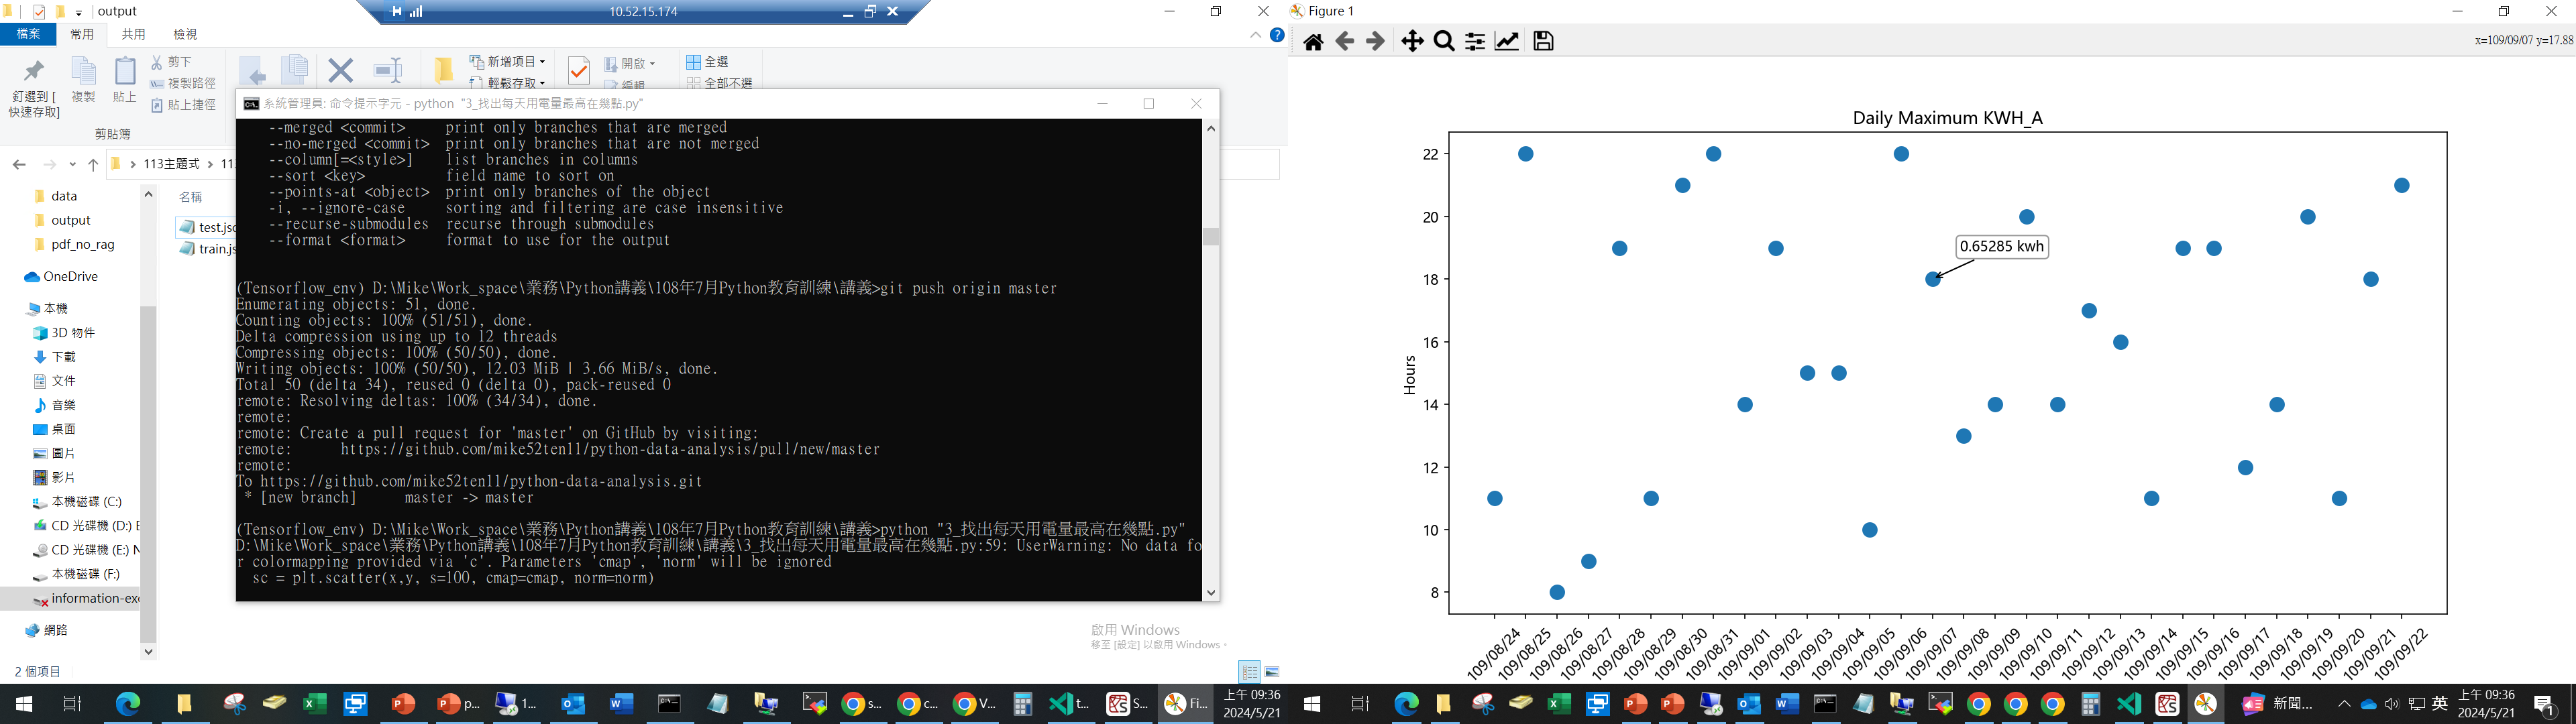 output
10.52.15.174
檔案 常用 共用 檢視
釘選到 [
快速存取]
複製
貼上
剪下
複製路徑
貼上捷徑
剪貼簿
新增項目
輕鬆存取
開啟
編輯
全選
全部不選
113主題式
data
output
pdf_no_rag
OneDrive
本機
3D 物件
下載
文件
音樂
桌面
圖片
影片
本機磁碟 (C:)
CD 光碟機 (D:) E
CD 光碟機 (E:) N
本機磁碟 (F:)
information-exc
網路
2 個項目
名稱
test.jso
train.js
系統管理員: 命令提示字元 - python "3_找出每天用電量最高在幾點.py"
--merged <commit> print only branches that are merged
--no-merged <commit> print only branches that are not merged
--column[=<style>] list branches in columns
--sort <key> field name to sort on
--points-at <object> print only branches of the object
-i, --ignore-case sorting and filtering are case insensitive
--recurse-submodules recurse through submodules
--format <format> format to use for the output
(Tensorflow_env) D:\Mike\Work_space\業務\Python講義\108年7月Python教育訓練\講義>git push origin master
Enumerating objects: 51, done.
Counting objects: 100% (51/51), done.
Delta compression using up to 12 threads
Compressing objects: 100% (50/50), done.
Writing objects: 100% (50/50), 12.03 MiB | 3.66 MiB/s, done.
Total 50 (delta 34), reused 0 (delta 0), pack-reused 0
remote: Resolving deltas: 100% (34/34), done.
remote:
remote: Create a pull request for 'master' on GitHub by visiting:
remote: https://github.com/mike52ten11/python-data-analysis/pull/new/master
remote:
To https://github.com/mike52ten11/python-data-analysis.git
* [new branch] master -> master
(Tensorflow_env) D:\Mike\Work_space\業務\Python講義\108年7月Python教育訓練\講義>python "3_找出每天用電量最高在幾點.py"
D:\Mike\Work_space\業務\Python講義\108年7月Python教育訓練\講義\3_找出每天用電量最高在幾點.py:59: UserWarning: No data fo
r colormapping provided via 'c'. Parameters 'cmap', 'norm' will be ignored
sc = plt.scatter(x,y, s=100, cmap=cmap, norm=norm)
啟用 Windows
移至 [設定] 以啟用 Windows。
Figure 1
x=109/09/07 y=17.88
Daily Maximum KWH_A
22
20
18
16
14
12
10
8
Hours
0.65285 kwh
109/08/24
109/08/25
109/08/26
109/08/27
109/08/28
109/08/29
109/08/30
109/08/31
109/09/01
109/09/02
109/09/03
109/09/04
109/09/05
109/09/06
109/09/07
109/09/08
109/09/09
109/09/10
109/09/11
109/09/12
109/09/13
109/09/14
109/09/15
109/09/16
109/09/17
109/09/18
109/09/19
109/09/20
109/09/21
109/09/22
p...
1...
s...
c...
V...
t...
S...
Fi...
上午 09:36
2024/5/21
新聞...
英
上午 09:36
2024/5/21
1